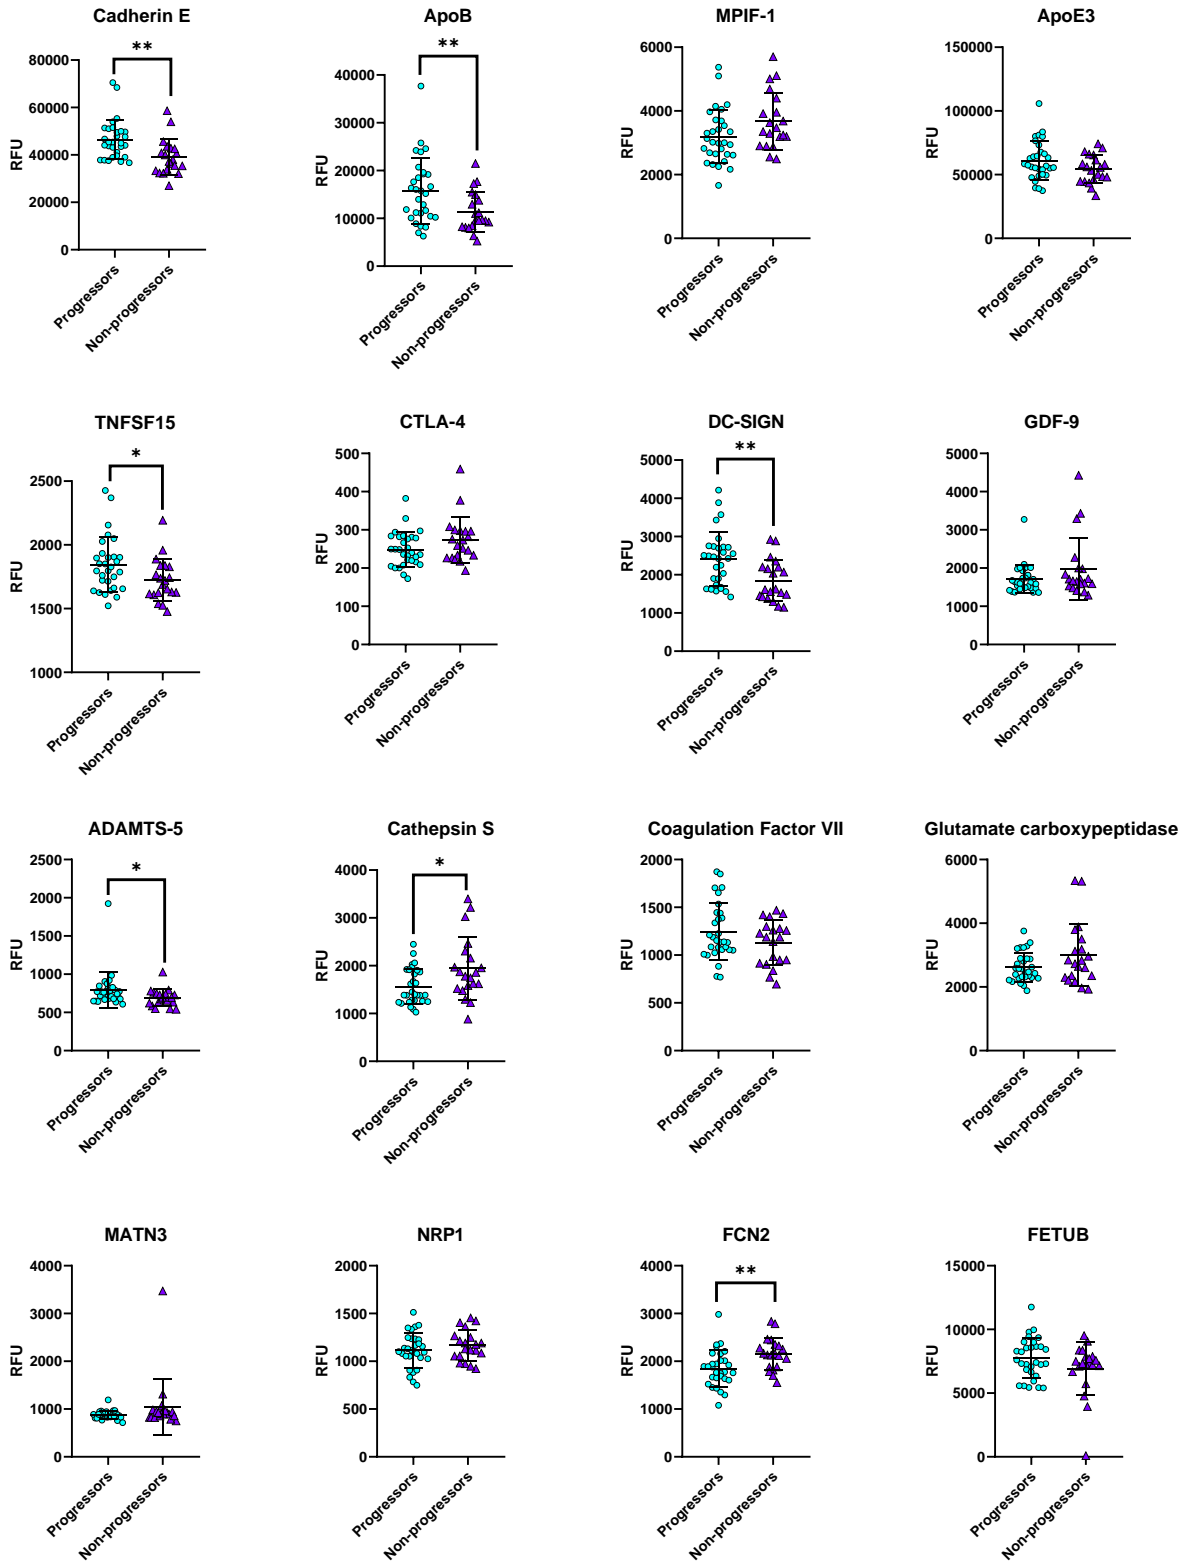 Cadherin E
ApoB
MPIF-1
ApoE3
**
80000
60000
40000
20000
0
RFU
Progressors
Non-progressors
**
40000
30000
20000
10000
0
RFU
Progressors
Non-progressors
6000
4000
2000
0
RFU
Progressors
Non-progressors
150000
100000
50000
0
RFU
Progressors
Non-progressors
TNFSF15
CTLA-4
DC-SIGN
GDF-9
*
2500
2000
1500
1000
RFU
Progressors
Non-progressors
500
400
300
200
100
0
RFU
Progressors
Non-progressors
**
5000
4000
3000
2000
1000
0
RFU
Progressors
Non-progressors
5000
4000
3000
2000
1000
0
RFU
Progressors
Non-progressors
ADAMTS-5
Cathepsin S
Coagulation Factor VII
Glutamate carboxypeptidase
*
2500
2000
1500
1000
500
0
RFU
Progressors
Non-progressors
*
4000
3000
2000
1000
0
RFU
Progressors
Non-progressors
2000
1500
1000
500
0
RFU
Progressors
Non-progressors
6000
4000
2000
0
RFU
Progressors
Non-progressors
MATN3
NRP1
FCN2
FETUB
4000
3000
2000
1000
0
RFU
Progressors
Non-progressors
2000
1500
1000
500
0
RFU
Progressors
Non-progressors
**
4000
3000
2000
1000
0
RFU
Progressors
Non-progressors
15000
10000
5000
0
RFU
Progressors
Non-progressors